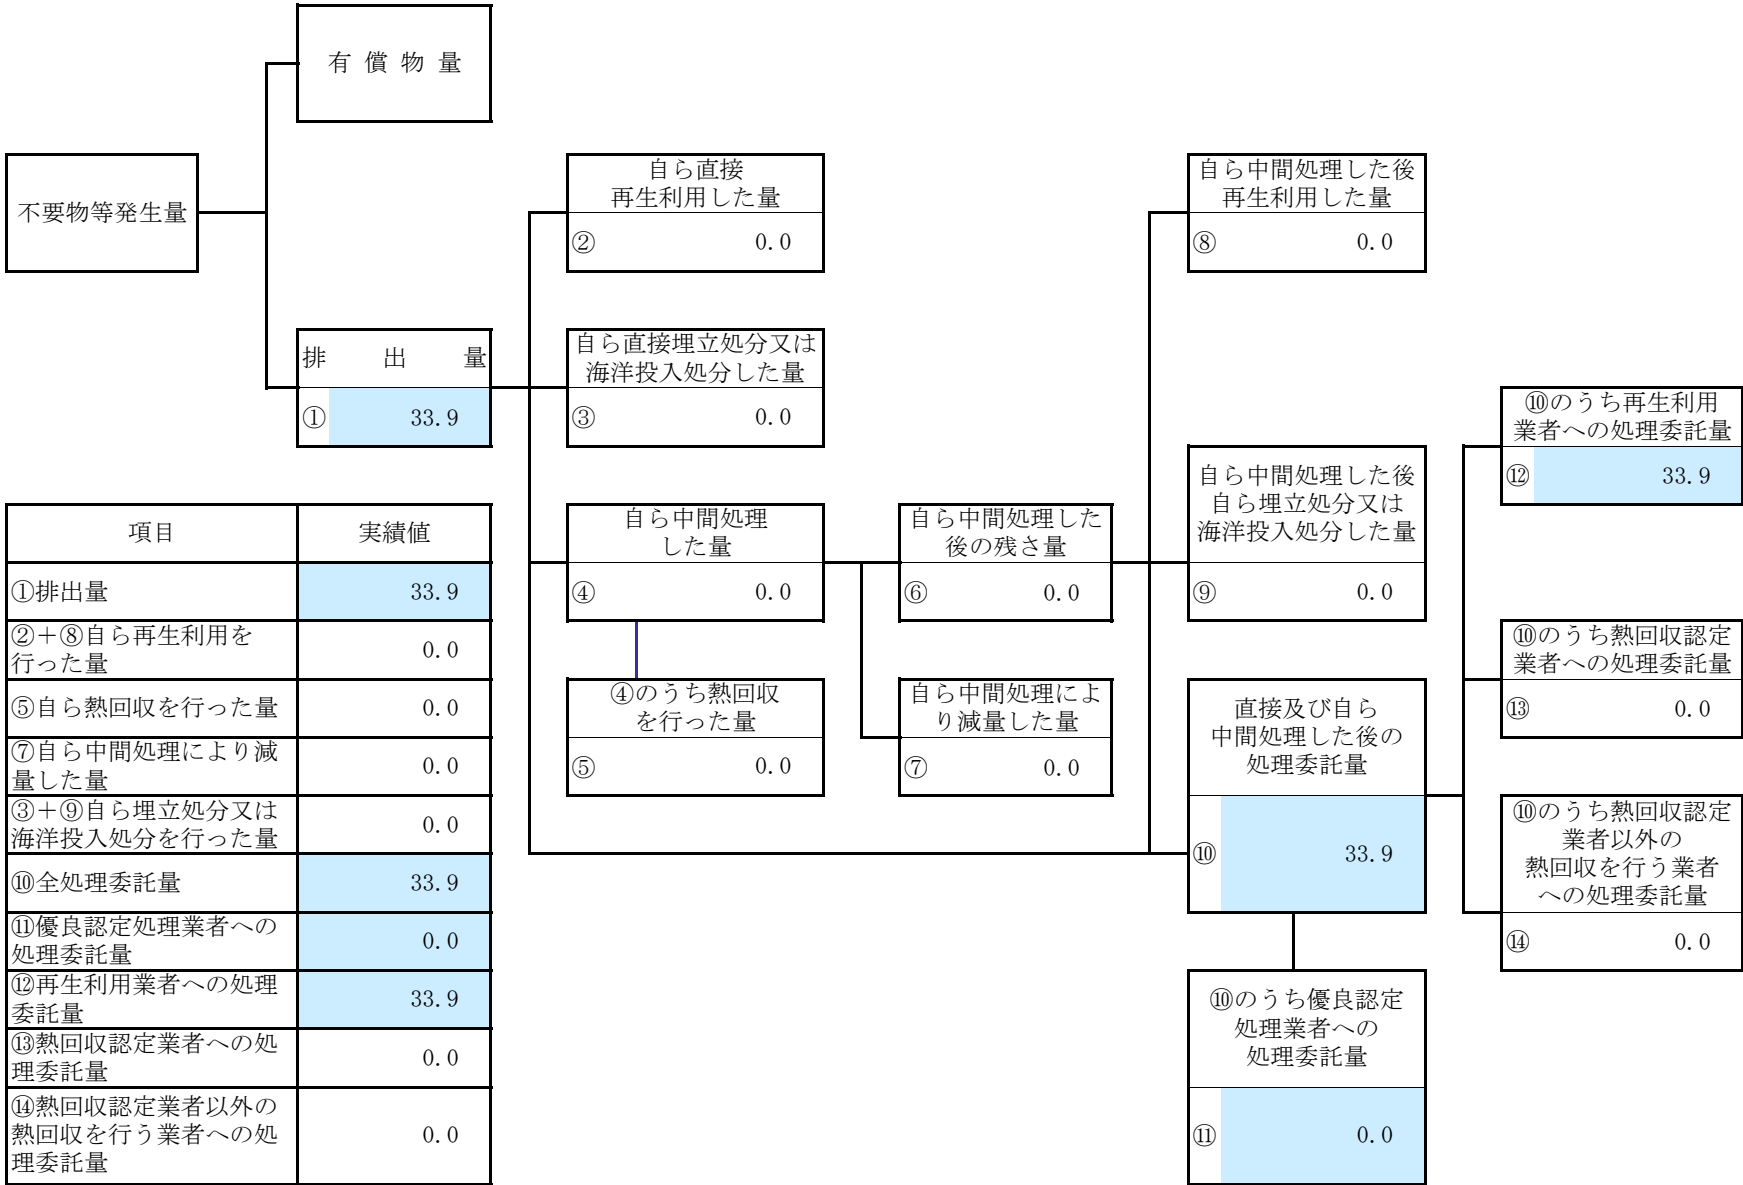 有償物量
不要物等発生量
自ら直接
再生利用した量
② 0.0
自ら中間処理した後
再生利用した量
⑧ 0.0
排出量
① 33.9
自ら直接埋立処分又は
海洋投入処分した量
③ 0.0
⑩のうち再生利用
業者への処理委託量
⑫ 33.9
自ら中間処理した後
自ら埋立処分又は
海洋投入処分した量
⑨ 0.0
自ら中間処理
した量
④ 0.0
自ら中間処理した
後の残さ量
⑥ 0.0
⑩のうち熱回収認定
業者への処理委託量
⑬ 0.0
④のうち熱回収
を行った量
⑤ 0.0
自ら中間処理によ
り減量した量
⑦ 0.0
直接及び自ら
中間処理した後の
処理委託量
⑩ 33.9
⑩のうち熱回収認定
業者以外の
熱回収を行う業者
への処理委託量
⑭ 0.0
⑩のうち優良認定
処理業者への
処理委託量
⑪ 0.0
項目 実績値
①排出量 33.9
②+⑧自ら再生利用を
行った量 0.0
⑤自ら熱回収を行った量 0.0
⑦自ら中間処理により減
量した量 0.0
③+⑨自ら埋立処分又は
海洋投入処分を行った量 0.0
⑩全処理委託量 33.9
⑪優良認定処理業者への
処理委託量 0.0
⑫再生利用業者への処理
委託量 33.9
⑬熱回収認定業者への処
理委託量 0.0
⑭熱回収認定業者以外の
熱回収を行う業者への処
理委託量 0.0